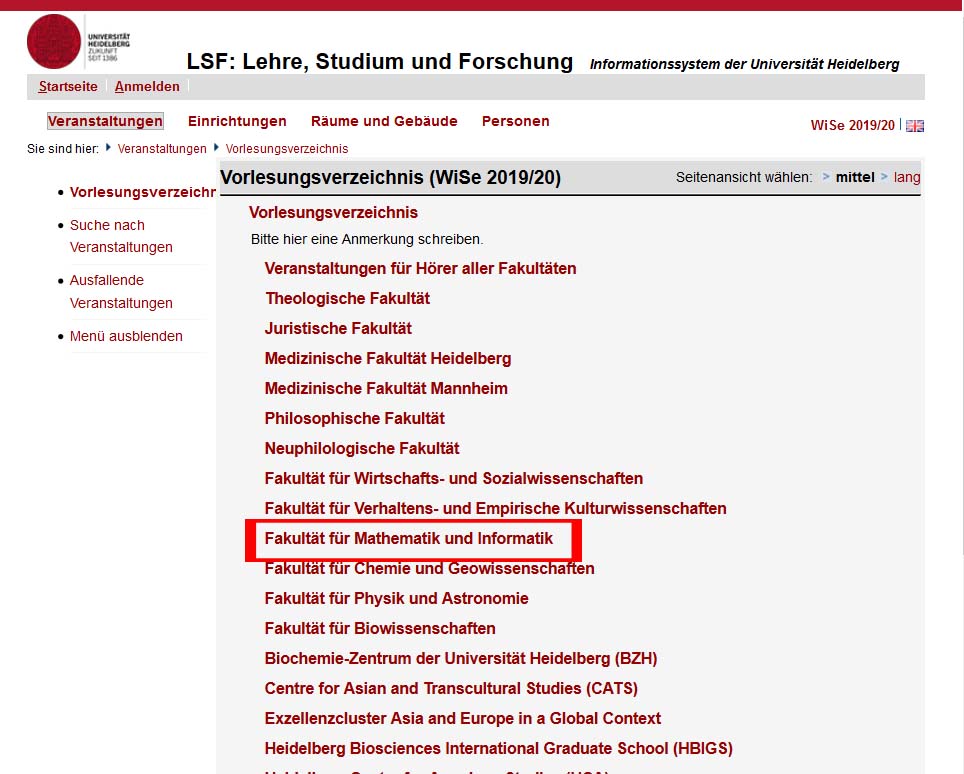 UNIVERSITÄT
HEIDELBERG
ZUKUNFT
SEIT 1386
LSF: Lehre, Studium und Forschung Informationssystem der Universität Heidelberg
Startseite Anmelden
Veranstaltungen Einrichtungen Räume und Gebäude Personen
WiSe 2019/20
Sie sind hier: Veranstaltungen Vorlesungsverzeichnis
Vorlesungsverzeichn
Suche nach
Veranstaltungen
Ausfallende
Veranstaltungen
Menü ausblenden
Vorlesungsverzeichnis (WiSe 2019/20) Seitenansicht wählen: > mittel > lang
Vorlesungsverzeichnis
Bitte hier eine Anmerkung schreiben.
Veranstaltungen für Hörer aller Fakultäten
Theologische Fakultät
Juristische Fakultät
Medizinische Fakultät Heidelberg
Medizinische Fakultät Mannheim
Philosophische Fakultät
Neuphilologische Fakultät
Fakultät für Wirtschafts- und Sozialwissenschaften
Fakultät für Verhaltens- und Empirische Kulturwissenschaften
Fakultät für Mathematik und Informatik
Fakultät für Chemie und Geowissenschaften
Fakultät für Physik und Astronomie
Fakultät für Biowissenschaften
Biochemie-Zentrum der Universität Heidelberg (BZH)
Centre for Asian and Transcultural Studies (CATS)
Exzellenzcluster Asia and Europe in a Global Context
Heidelberg Biosciences International Graduate School (HBIGS)